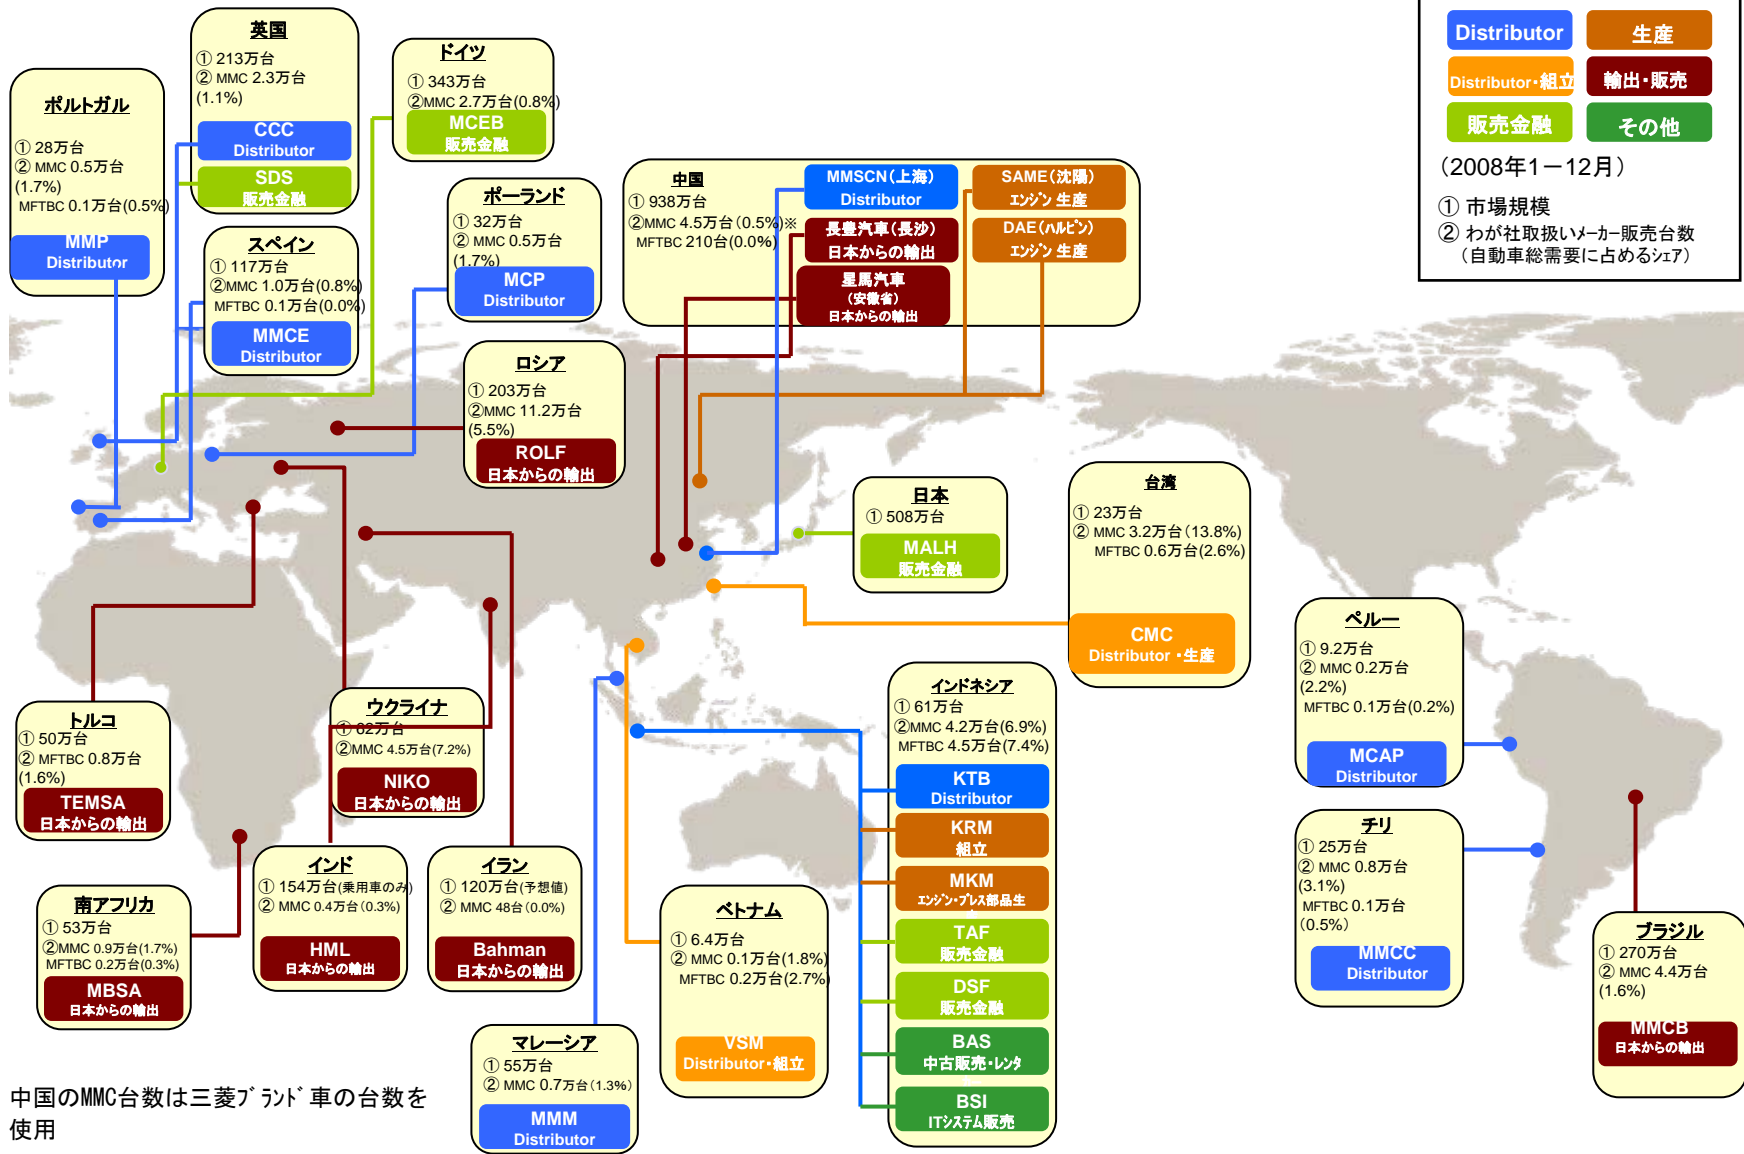 英国
① 213万台
② MMC 2.3万台
(1.1%)
CCC
Distributor
SDS
販売金融
ドイツ
① 343万台
②MMC 2.7万台(0.8%)
MCEB
販売金融
ポルトガル
① 28万台
② MMC 0.5万台
(1.7%)
MFTBC 0.1万台(0.5%)
MMP
Distributor
スペイン
① 117万台
②MMC 1.0万台(0.8%)
MFTBC 0.1万台(0.0%)
MMCE
Distributor
ポーランド
① 32万台
② MMC 0.5万台
(1.7%)
MCP
Distributor
中国
① 938万台
②MMC 4.5万台(0.5%)※
MFTBC 210台(0.0%)
MMSCN(上海)
Distributor
長豊汽車(長沙)
日本からの輸出
星馬汽車
(安徽省)
日本からの輸出
SAME(沈陽)
エンジン生産
DAE(ハルピン)
エンジン生産
Distributor
生産
Distributor・組立
輸出・販売
販売金融
その他
(2008年1-12月)
① 市場規模
② わが社取扱いメーカー販売台数
(自動車総需要に占めるシェア)
ロシア
① 203万台
②MMC 11.2万台
(5.5%)
ROLF
日本からの輸出
日本
① 508万台
MALH
販売金融
台湾
① 23万台
② MMC 3.2万台(13.8%)
MFTBC 0.6万台(2.6%)
CMC
Distributor・生産
ペルー
① 9.2万台
② MMC 0.2万台
(2.2%)
MFTBC 0.1万台(0.2%)
MCAP
Distributor
トルコ
① 50万台
② MFTBC 0.8万台
(1.6%)
TEMSA
日本からの輸出
ウクライナ
① 62万台
②MMC 4.5万台(7.2%)
NIKO
日本からの輸出
インドネシア
① 61万台
②MMC 4.2万台(6.9%)
MFTBC 4.5万台(7.4%)
KTB
Distributor
KRM
組立
MKM
エンジン・プレス部品生
TAF
販売金融
DSF
販売金融
BAS
中古販売・レンタ
BSI
ITシステム販売
チリ
① 25万台
② MMC 0.8万台
(3.1%)
MFTBC 0.1万台
(0.5%)
MMCC
Distributor
インド
① 154万台(乗用車のみ)
② MMC 0.4万台(0.3%)
HML
日本からの輸出
イラン
① 120万台(予想値)
② MMC 48台(0.0%)
Bahman
日本からの輸出
南アフリカ
① 53万台
②MMC 0.9万台(1.7%)
MFTBC 0.2万台(0.3%)
MBSA
日本からの輸出
ベトナム
① 6.4万台
② MMC 0.1万台(1.8%)
MFTBC 0.2万台(2.7%)
VSM
Distributor・組立
ブラジル
① 270万台
② MMC 4.4万台
(1.6%)
MMCB
日本からの輸出
マレーシア
① 55万台
② MMC 0.7万台(1.3%)
MMM
Distributor
中国のMMC台数は三菱ブランド車の台数を
使用